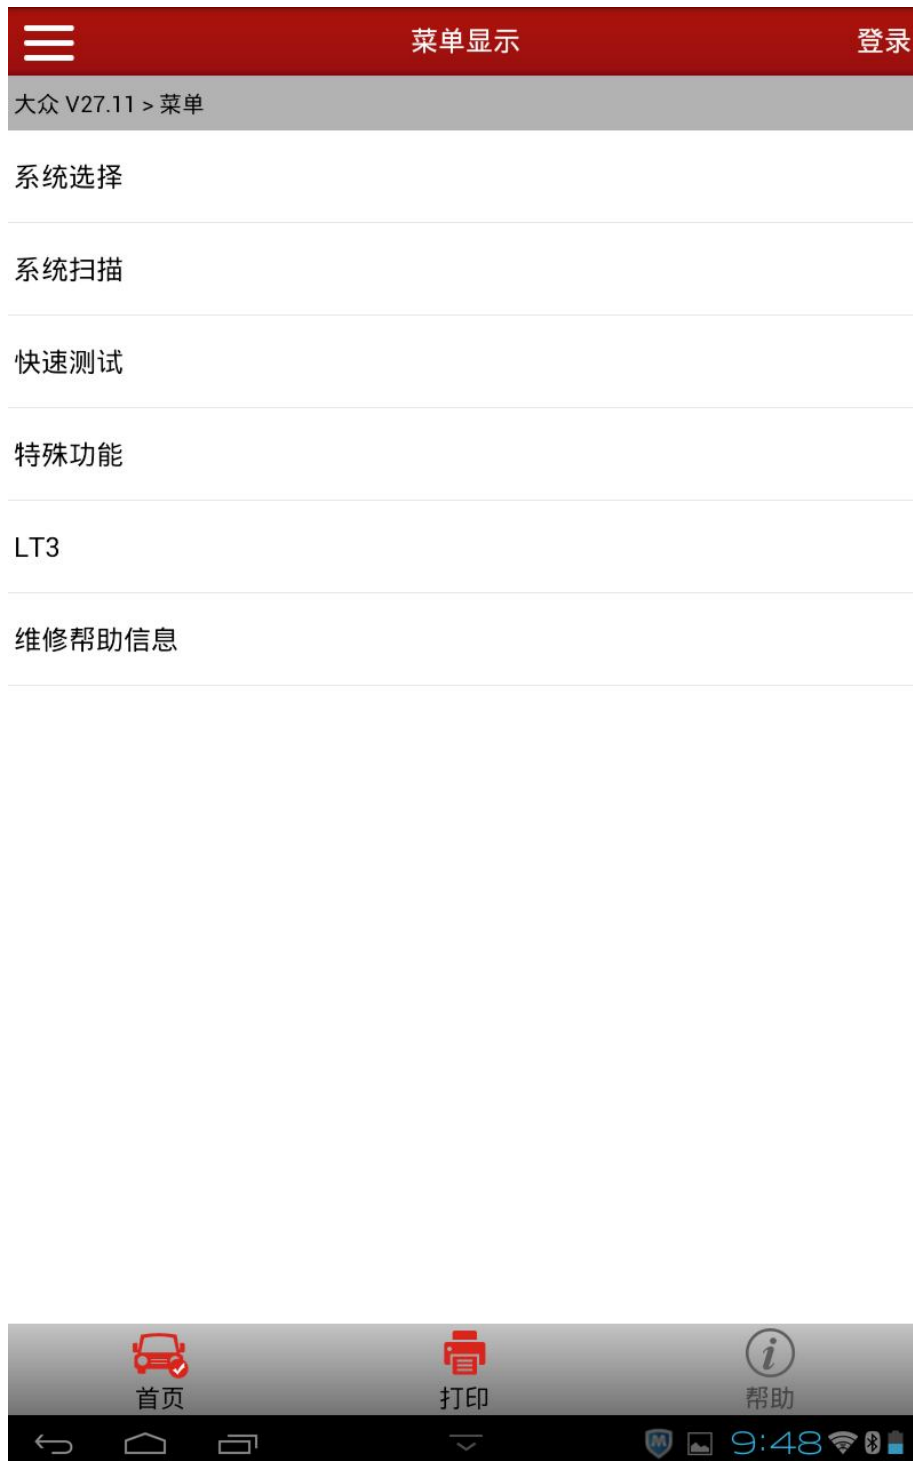 菜单显示 登录
大众 V27.11 > 菜单
系统选择
系统扫描
快速测试
特殊功能
LT3
维修帮助信息
首页 打印 帮助
9:48